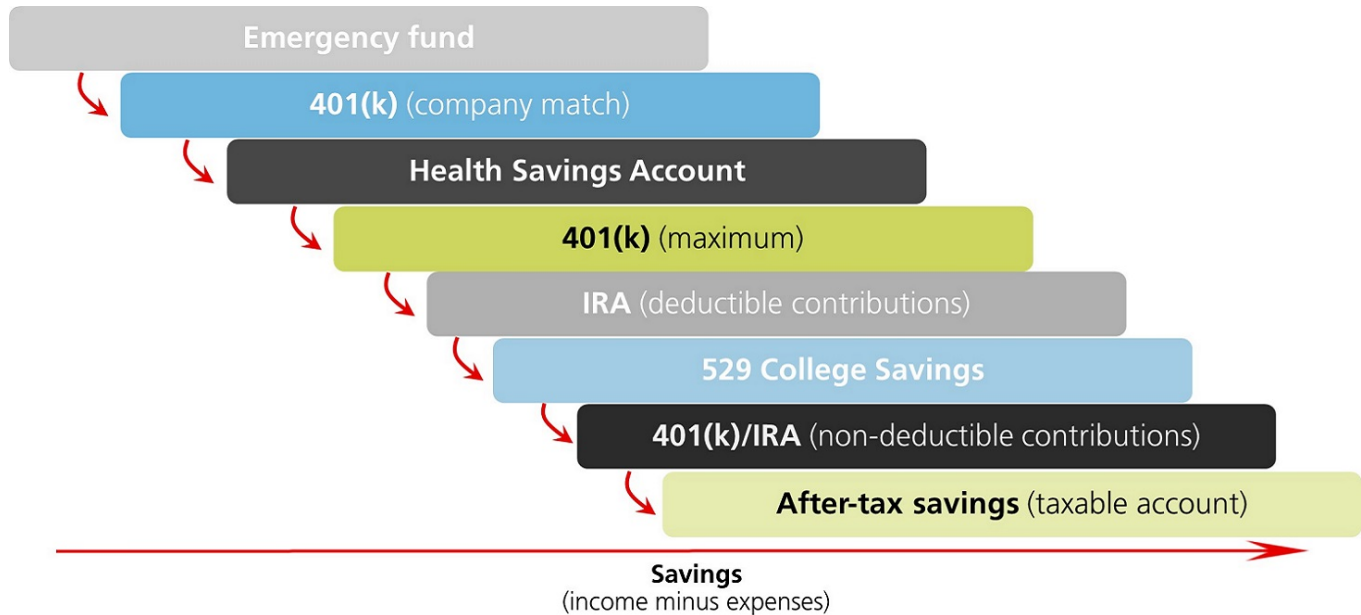 Emergency fund
401(k) (company match)
Health Savings Account
401(k) (maximum)
IRA (deductible contributions)
529 College Savings
401(k)/IRA (non-deductible contributions)
After-tax savings (taxable account)
Savings
(income minus expenses)